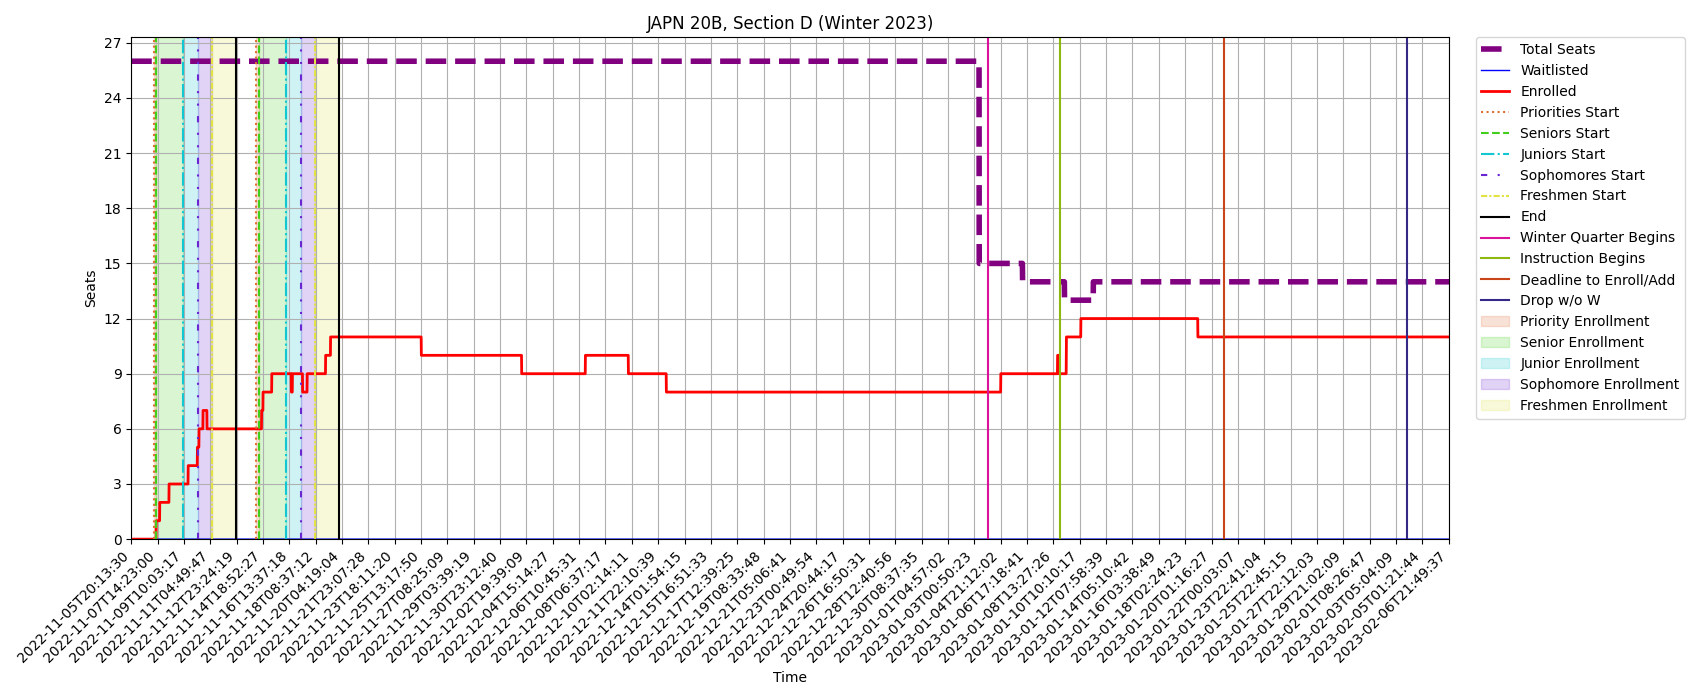 JAPN 20B, Section D (Winter 2023)
27
24
21
18
15
12
9
6
3
0
Seats
2022-11-05T20:13:30
2022-11-07T14:23:00
2022-11-09T10:03:17
2022-11-11T04:49:47
2022-11-12T23:24:19
2022-11-14T18:52:27
2022-11-16T13:37:18
2022-11-18T08:37:12
2022-11-20T04:19:04
2022-11-21T23:07:28
2022-11-23T18:11:20
2022-11-25T13:17:50
2022-11-27T08:25:09
2022-11-29T03:39:19
2022-11-30T23:12:40
2022-12-02T19:39:09
2022-12-04T15:14:27
2022-12-06T10:45:31
2022-12-08T06:37:17
2022-12-10T02:14:11
2022-12-11T22:10:39
2022-12-14T01:54:15
2022-12-15T16:51:33
2022-12-17T12:39:25
2022-12-19T08:33:48
2022-12-21T05:06:41
2022-12-23T00:49:54
2022-12-24T20:44:17
2022-12-26T16:50:31
2022-12-28T12:40:56
2022-12-30T08:37:35
2023-01-01T04:57:02
2023-01-03T00:50:23
2023-01-04T21:12:02
2023-01-06T17:18:41
2023-01-08T13:27:26
2023-01-10T10:10:17
2023-01-12T07:58:39
2023-01-14T05:10:42
2023-01-16T03:38:49
2023-01-18T02:24:23
2023-01-20T01:16:27
2023-01-22T00:03:07
2023-01-23T22:41:04
2023-01-25T22:45:15
2023-01-27T22:12:03
2023-01-29T21:02:09
2023-02-01T08:26:47
2023-02-03T05:04:09
2023-02-05T01:21:44
2023-02-06T21:49:37
Time
Total Seats
Waitlisted
Enrolled
Priorities Start
Seniors Start
Juniors Start
Sophomores Start
Freshmen Start
End
Winter Quarter Begins
Instruction Begins
Deadline to Enroll/Add
Drop w/o W
Priority Enrollment
Senior Enrollment
Junior Enrollment
Sophomore Enrollment
Freshmen Enrollment